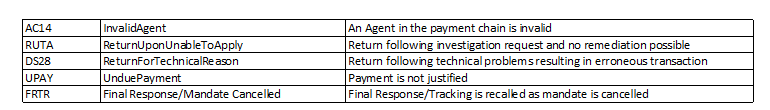 AC14 InvalidAgent An Agent in the payment chain is invalid
RUTA ReturnUponUnableToApply Return following investigation request and no remediation possible
DS28 ReturnForTechnicalReason Return following technical problems resulting in erroneous transaction
UPAY UnduePayment Payment is not justified
FRTR Final Response/Mandate Cancelled Final Response/Tracking is recalled as mandate is cancelled